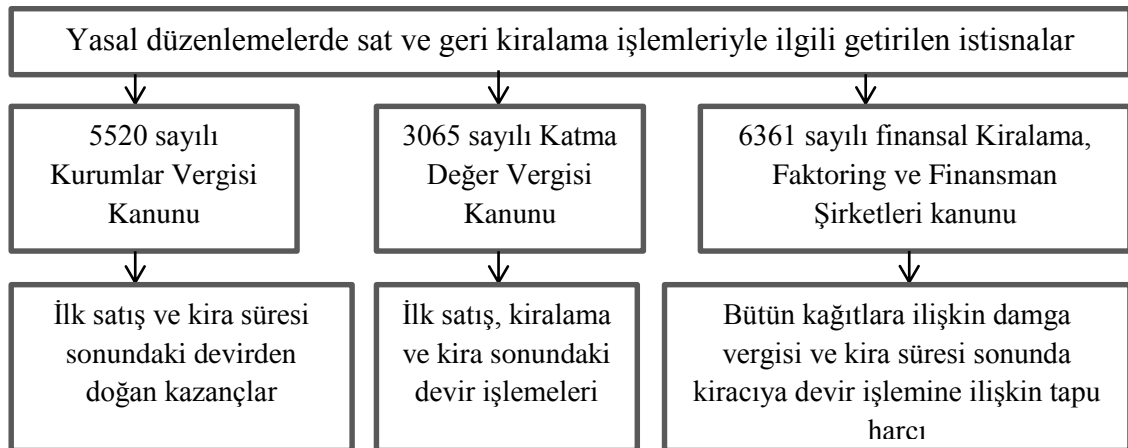 Yasal düzenlemelerde sat ve geri kiralama işlemleriyle ilgili getirilen istisnalar
5520 sayılı
Kurumlar Vergisi
Kanunu
3065 sayılı Katma
Değer Vergisi
Kanunu
6361 sayılı finansal Kiralama,
Faktoring ve Finansman
Şirketleri kanunu
İlk satış ve kira süresi
sonundaki devirden
doğan kazançlar
İlk satış, kiralama
ve kira sonundaki
devir işlemeleri
Bütün kağıtlara ilişkin damga
vergisi ve kira süresi sonunda
kiracıya devir işlemine ilişkin tapu
harcı